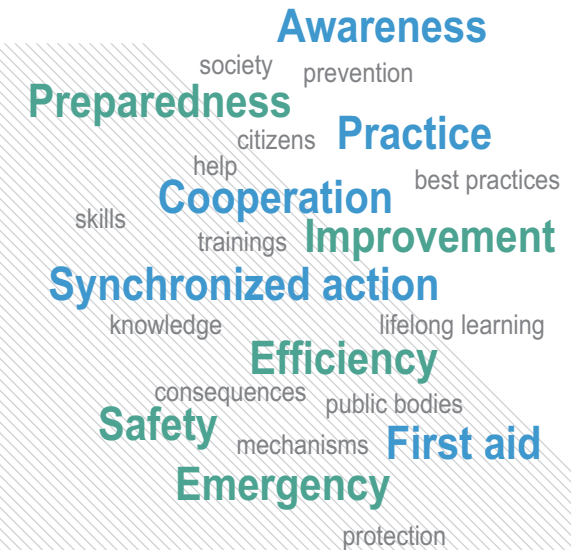 Awareness
society prevention
Preparedness
citizens Practice
help
best practices
Cooperation
skills
trainings Improvement
Synchronized action
knowledge lifelong learning
Efficiency
consequences
public bodies
Safety
mechanisms First aid
Emergency
protection